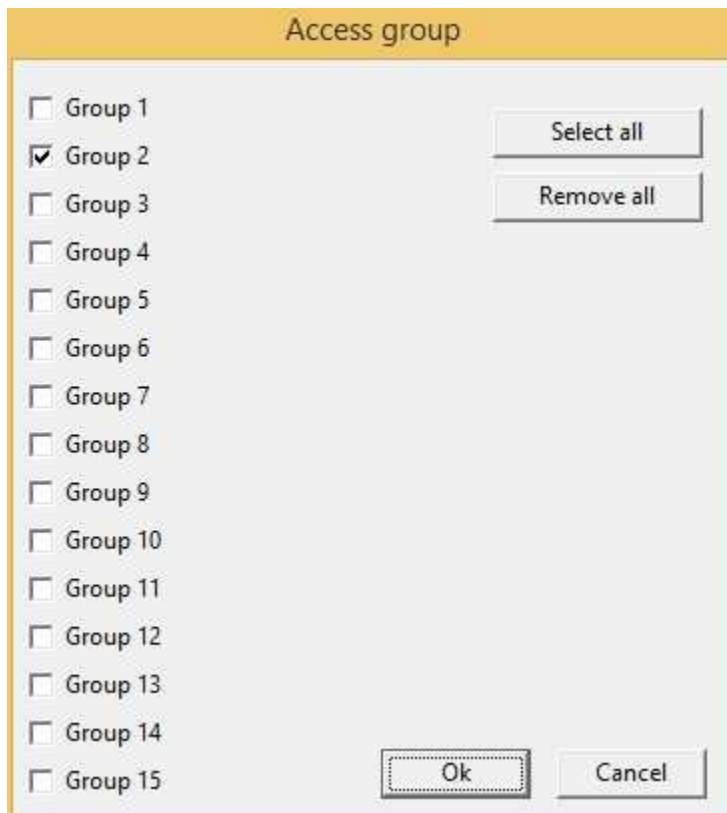 Access group
Group 1
Group 2
Group 3
Group 4
Group 5
Group 6
Group 7
Group 8
Group 9
Group 10
Group 11
Group 12
Group 13
Group 14
Group 15
Select all
Remove all
Ok
Cancel